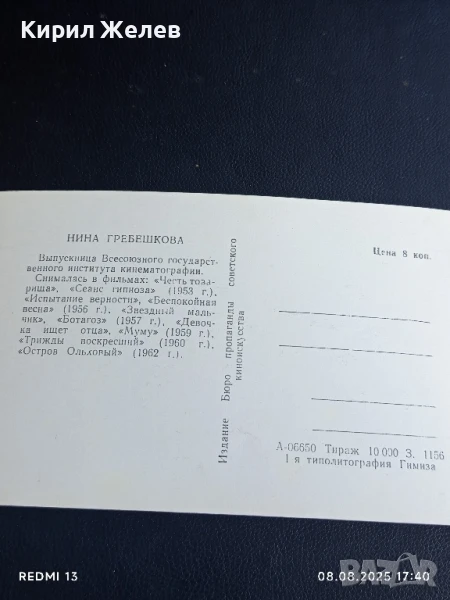 Кирил Желев
НИНА ГРЕБЕШКОВА
Выпускница Всесоюзного государст-
венного института кинематографии.
Снималась в фильмах: «Честь това-
рища», «Сеанс гипноза» (1953 г.),
«Испытание верности», «Беспокойная
весна» (1956 г.), «Звездный маль-
чик», «Ботагоз» (1957 г.), «Девоч-
ка ищет отца», «Муму» (1959 г.),
«Трижды воскресший» (1960 г.),
«Остров Ольховый» (1962 г.).
Издание Бюро пропаганды советского
киноискусства
Цена 8 коп.
А-06650 Тираж 10 000 З. 1156
1 я типолитография Гимиза
REDMI 13
08.08.2025 17:40
BAZAR